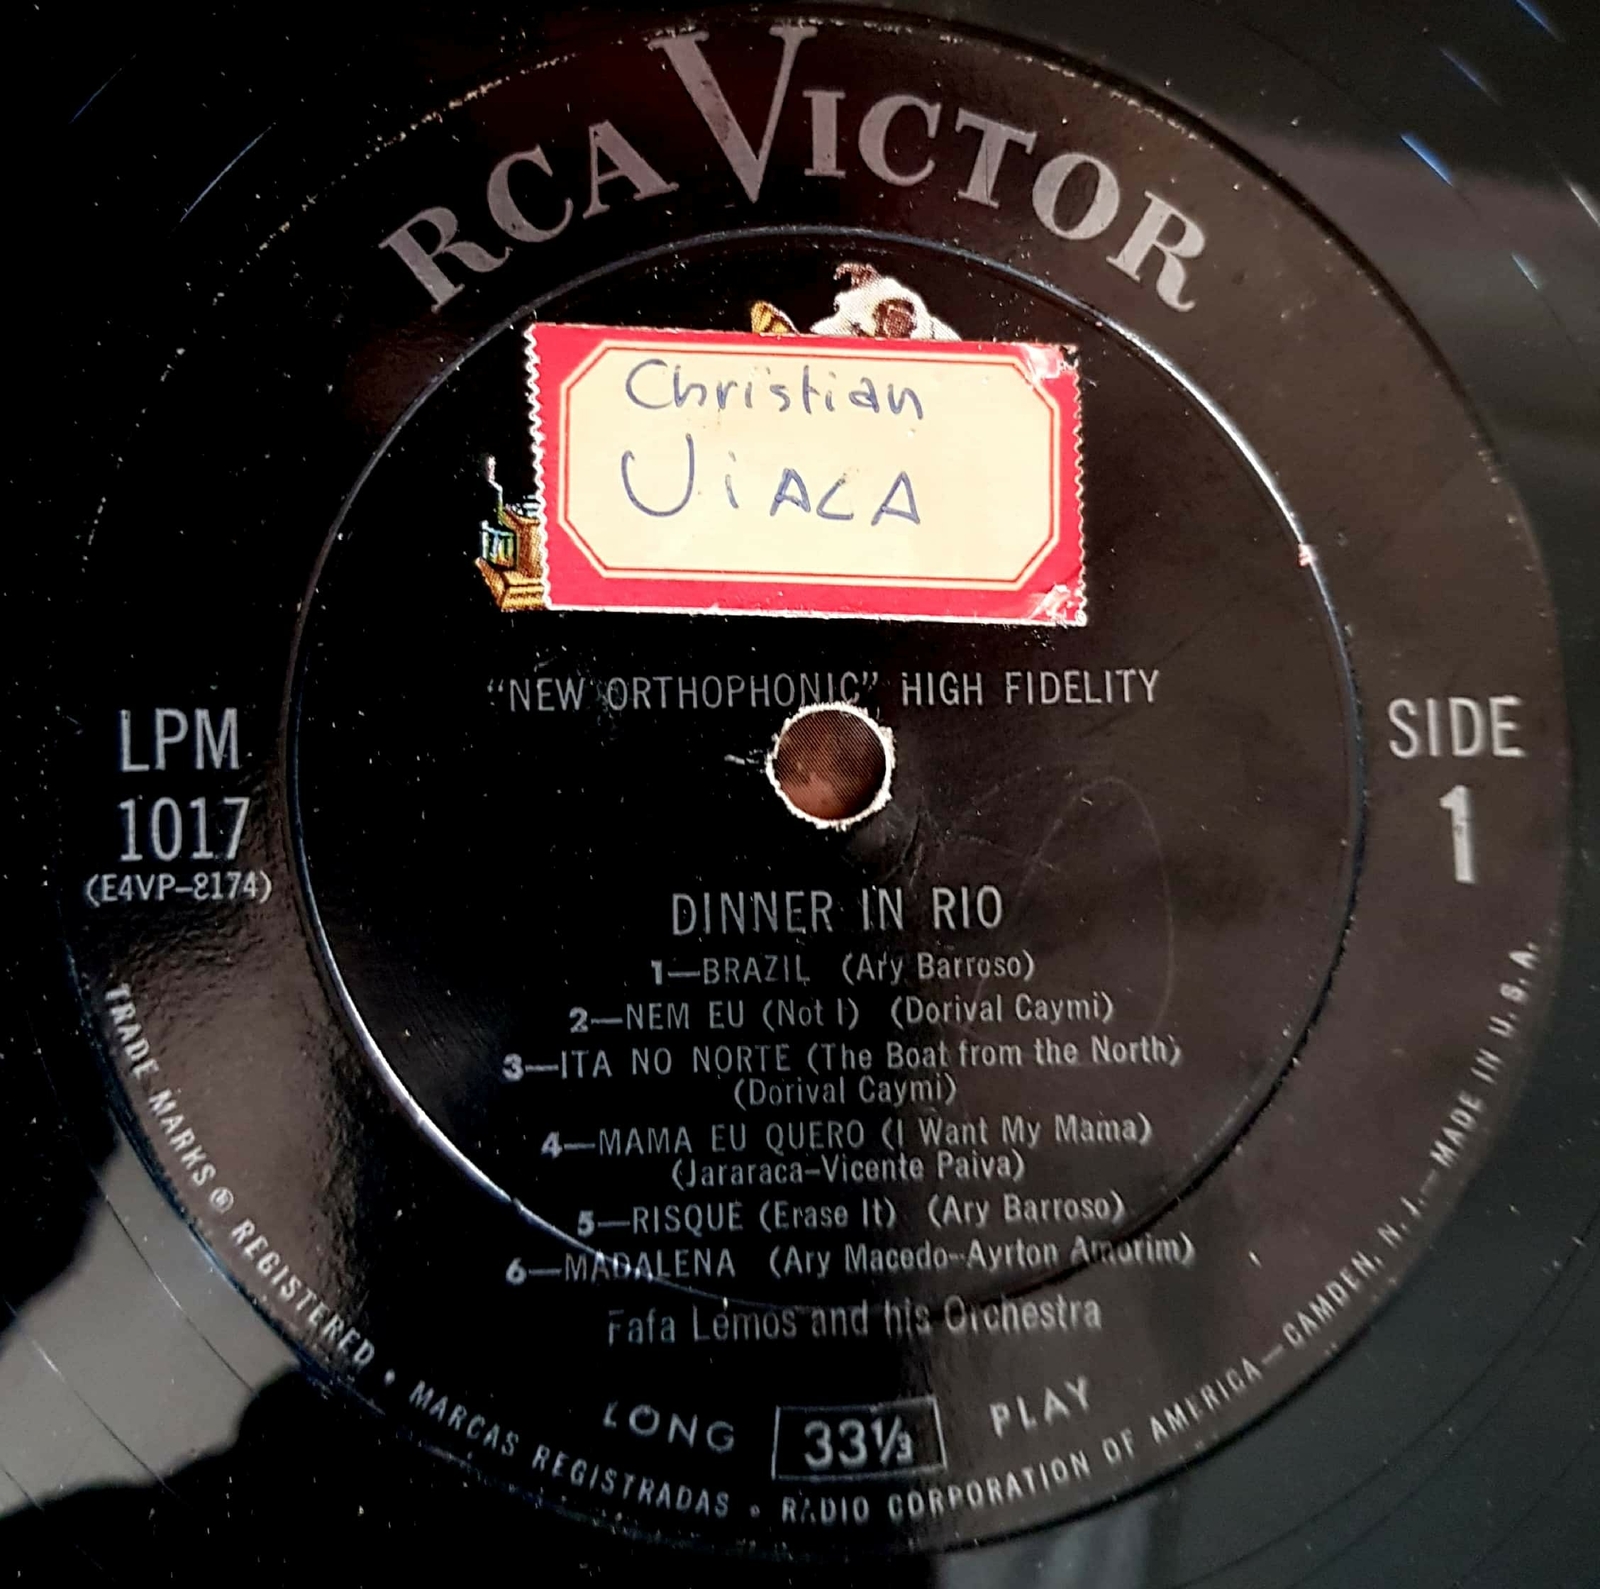 RCA VICTOR
Christian
ViACA
"NEW ORTHOPHONIC" HIGH FIDELITY
LPM
1017
(E4VP-8174)
SIDE
1
DINNER IN RIO
1—BRAZIL (Ary Barroso)
2—NEM EU (Not I) (Dorival Caymi)
3—ITA NO NORTE (The Boat from the North)
(Dorival Caymi)
4—MAMA EU QUERO (I Want My Mama)
(Jararaca-Vicente Paiva)
5—RISQUE (Erase It) (Ary Barroso)
6—MADALENA (Ary Macedo-Ayrton Amorim)
Fafa Lemos and his Orchestra
LONG 33⅓ PLAY
TRADE MARKS ® REGISTERED • MARCAS REGISTRADAS • RADIO CORPORATION OF AMERICA—CAMDEN, N. J.—MADE IN U. S. A.